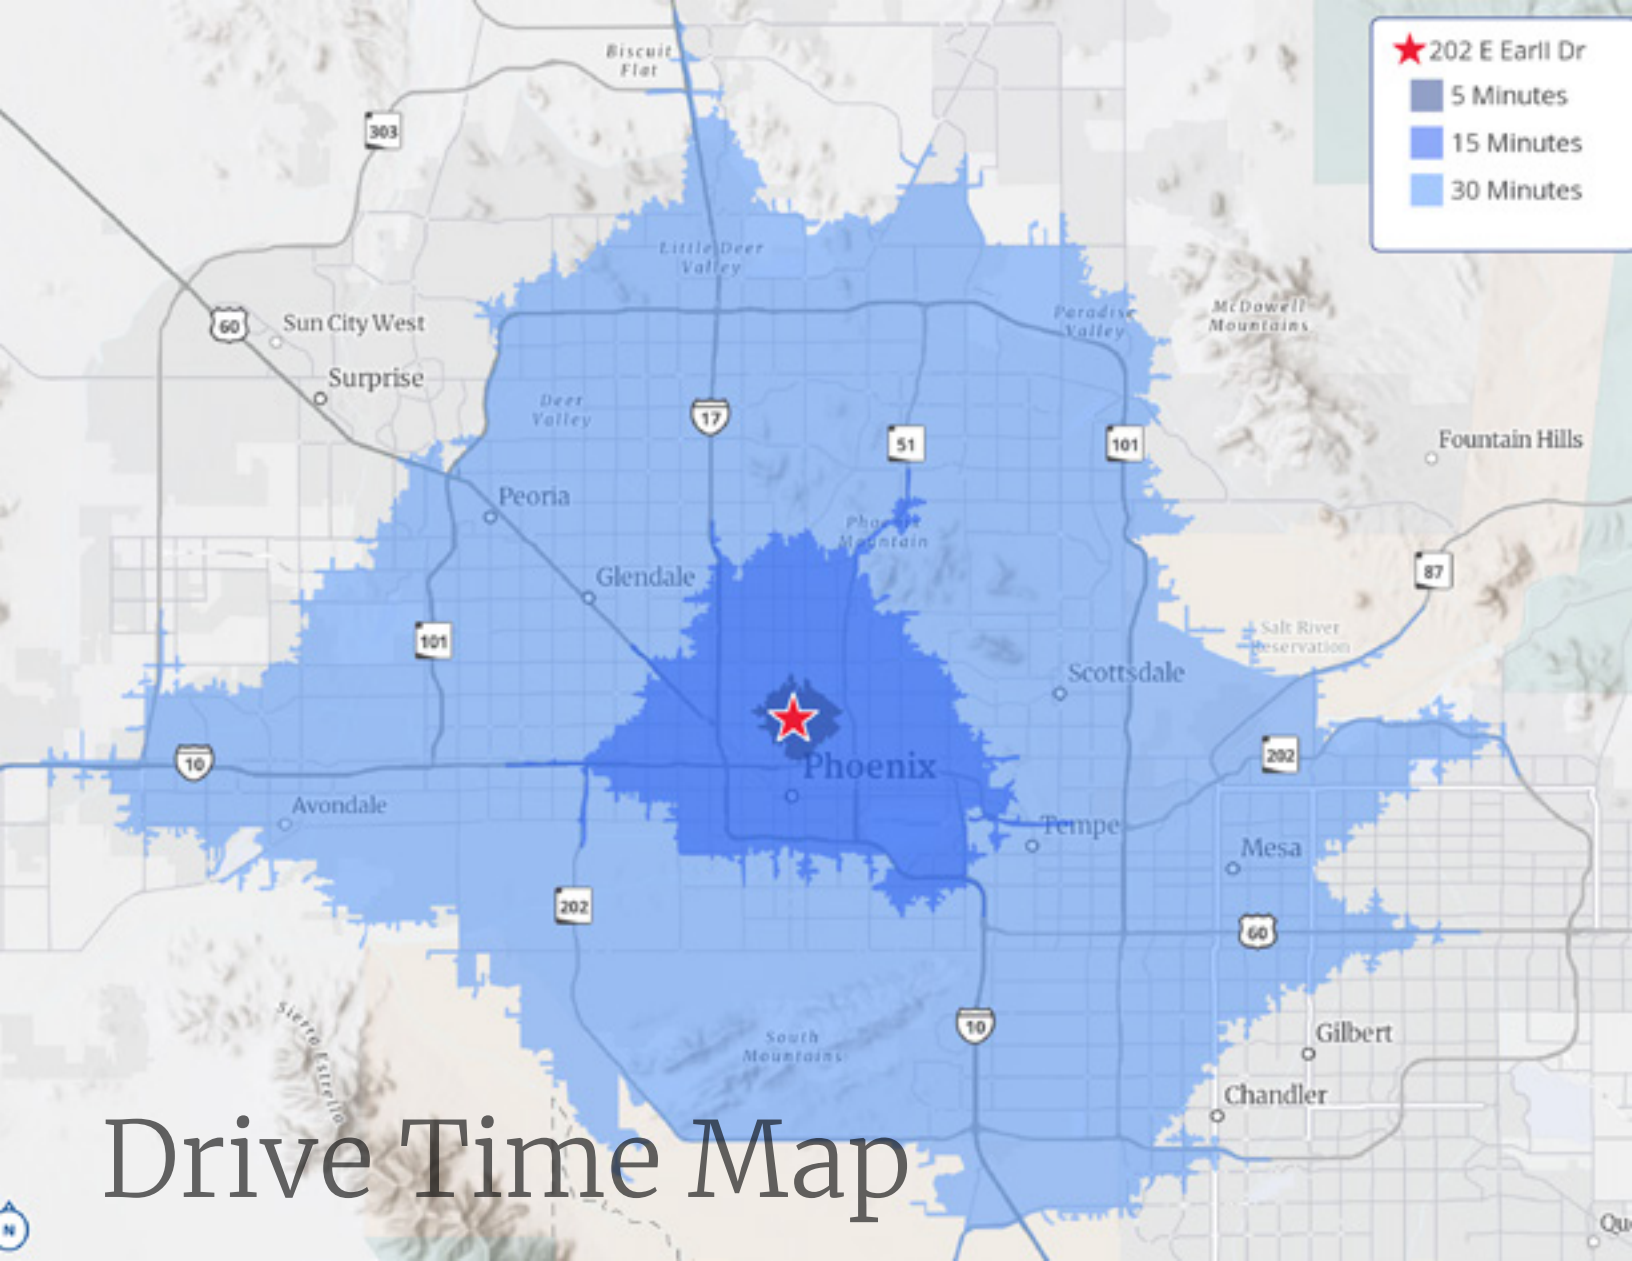 202 E Earll Dr
5 Minutes
15 Minutes
30 Minutes
Biscuit
Flat
303
Little Deer
Valley
60
Sun City West
Surprise
Paradise
Valley
McDowell
Mountains
Deer
Valley
17
51
101
Fountain Hills
Peoria
Phoenix
Mountain
Glendale
87
101
Salt River
Reservation
Scottsdale
10
Phoenix
202
Avondale
Tempe
Mesa
202
60
Sierra Estrella
South
Mountains
10
Gilbert
Chandler
Drive Time Map
N
Qu